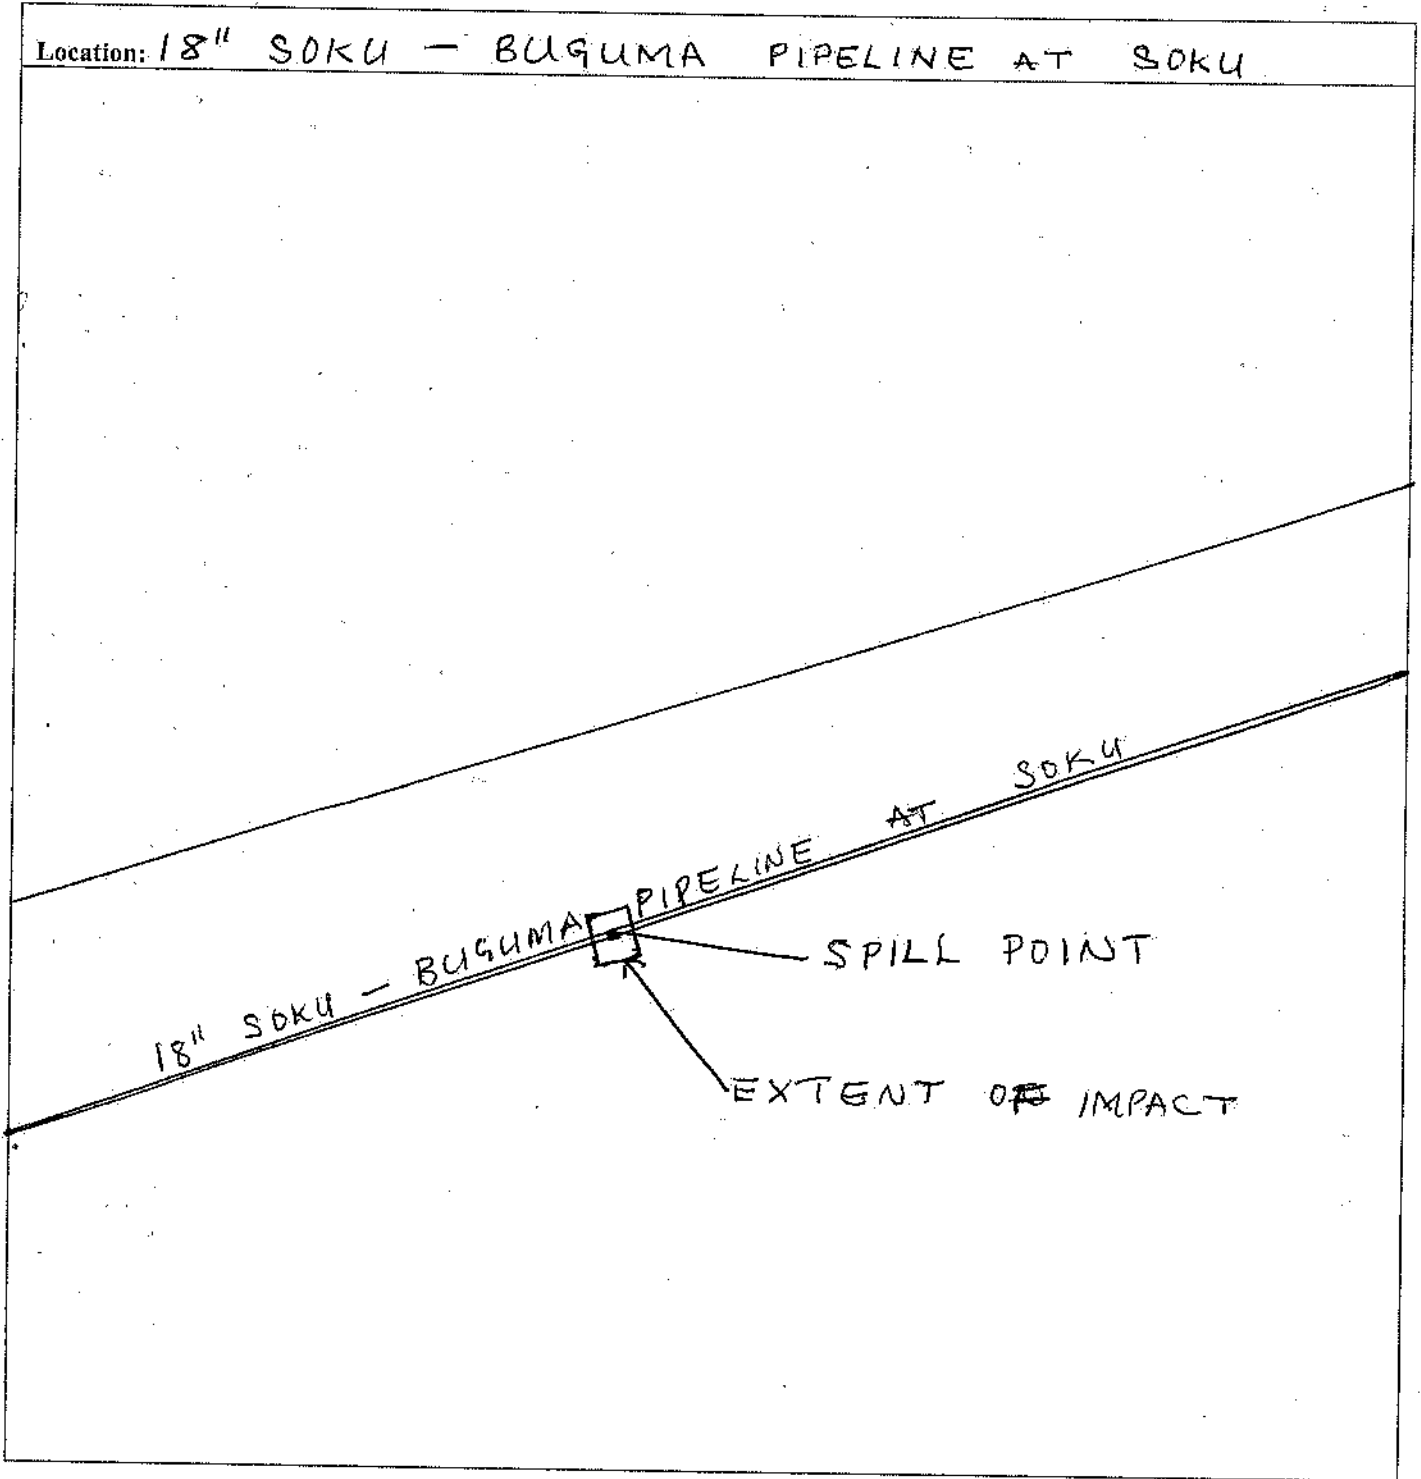 Location: 18" SOKU - BUGUMA PIPELINE AT SOKU
18" SOKU - BUGUMA PIPELINE AT SOKU
SPILL POINT
EXTENT OF IMPACT